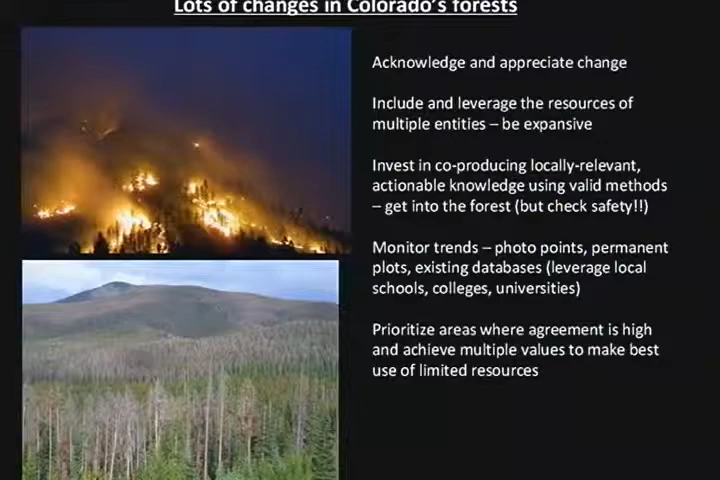 Lots of changes in Colorado's forests
Acknowledge and appreciate change
Include and leverage the resources of
multiple entities – be expansive
Invest in co-producing locally-relevant,
actionable knowledge using valid methods
– get into the forest (but check safety!!)
Monitor trends – photo points, permanent
plots, existing databases (leverage local
schools, colleges, universities)
Prioritize areas where agreement is high
and achieve multiple values to make best
use of limited resources